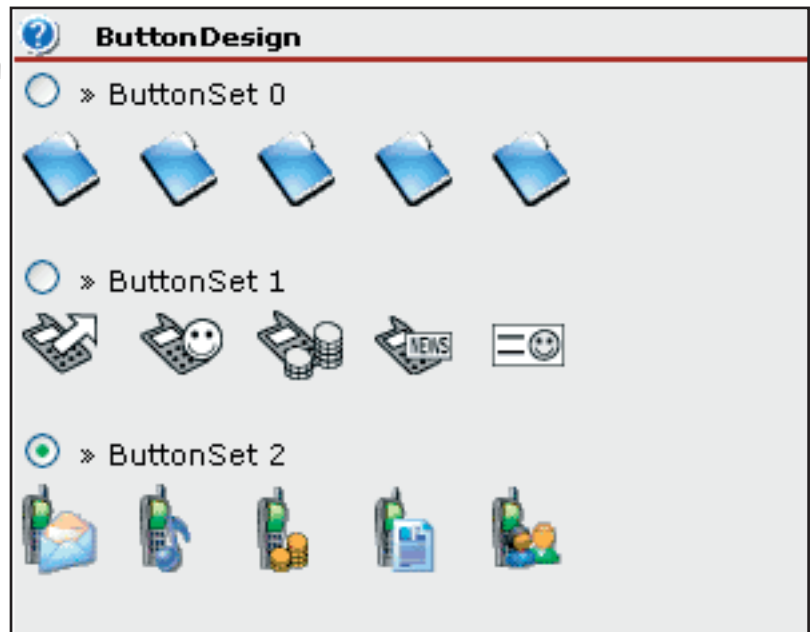 ButtonDesign
» ButtonSet 0
» ButtonSet 1
NEWS
» ButtonSet 2